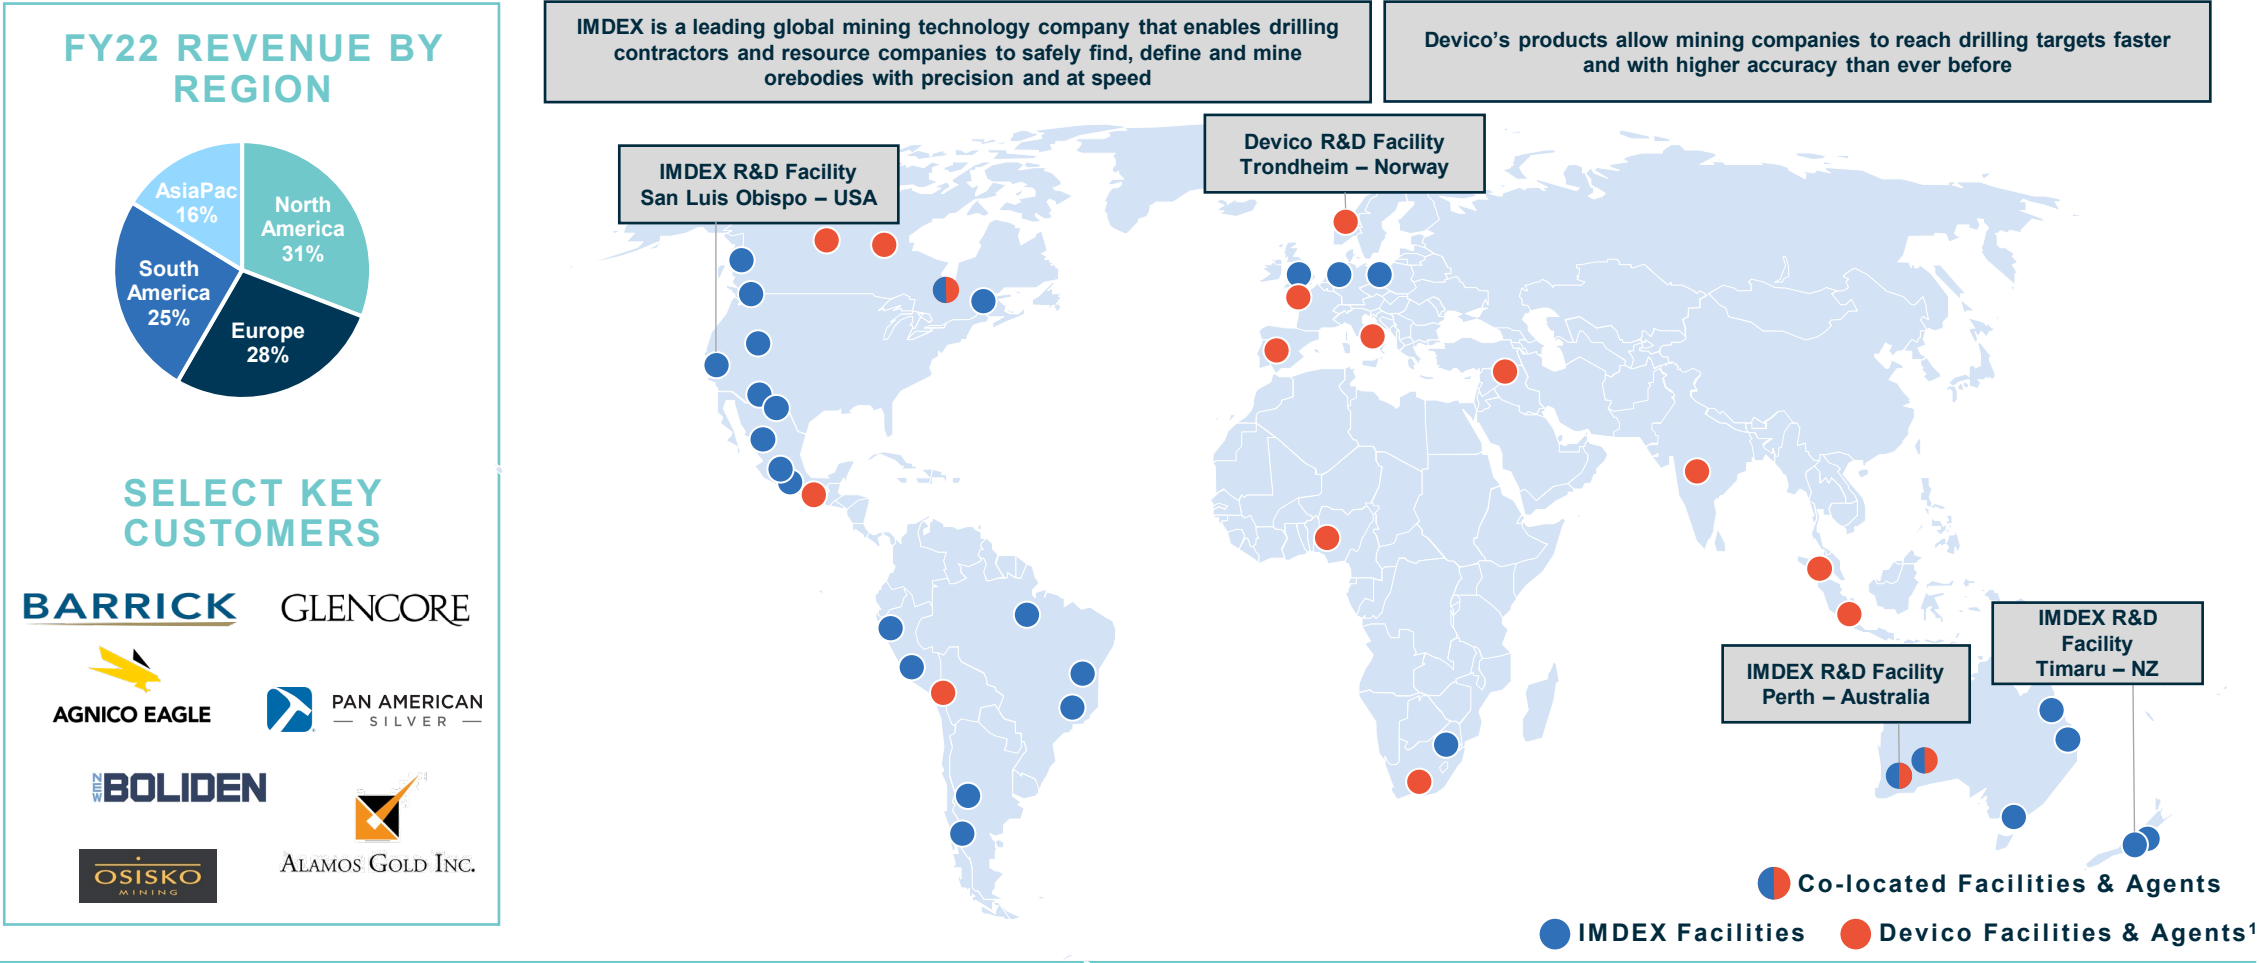 FY22 REVENUE BY
REGION
AsiaPac
16%
North
America
31%
South
America
25%
Europe
28%
SELECT KEY
CUSTOMERS
BARRICK
GLENCORE
AGNICO EAGLE
PAN AMERICAN
— SILVER —
NEW BOLIDEN
ALAMOS GOLD INC.
OSISKO
MINING
IMDEX is a leading global mining technology company that enables drilling
contractors and resource companies to safely find, define and mine
orebodies with precision and at speed
Devico’s products allow mining companies to reach drilling targets faster
and with higher accuracy than ever before
IMDEX R&D Facility
San Luis Obispo – USA
Devico R&D Facility
Trondheim – Norway
IMDEX R&D Facility
Perth – Australia
IMDEX R&D
Facility
Timaru – NZ
Co-located Facilities & Agents
IMDEX Facilities
Devico Facilities & Agents¹